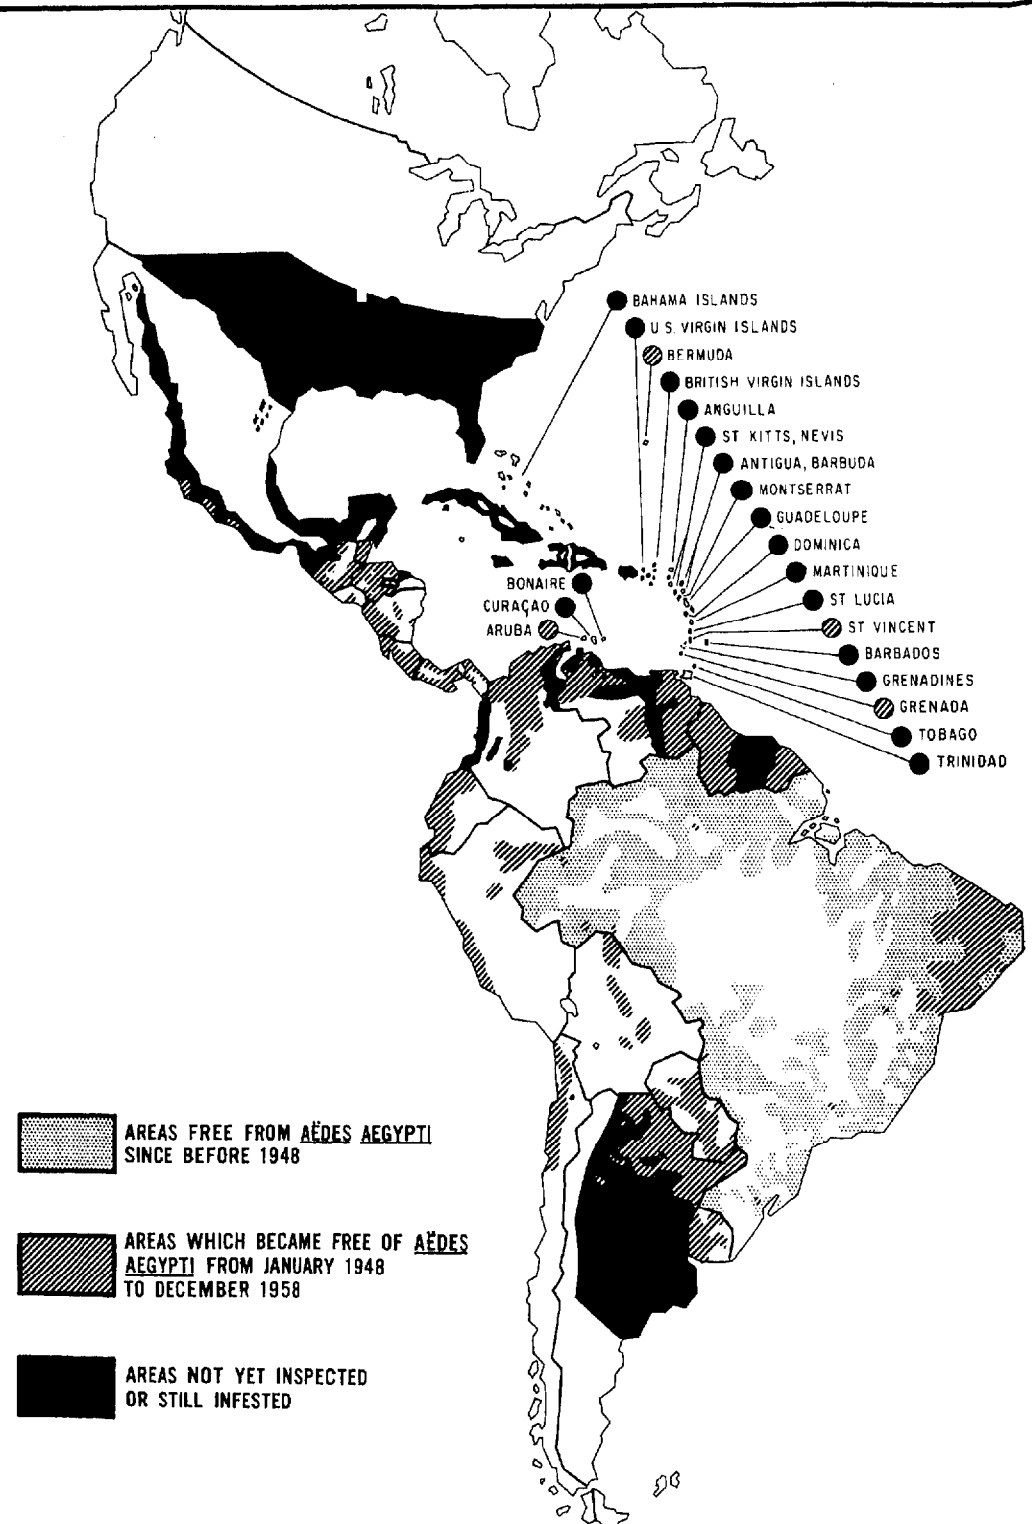 BAHAMA ISLANDS
U.S. VIRGIN ISLANDS
BERMUDA
BRITISH VIRGIN ISLANDS
ANGUILLA
ST KITTS, NEVIS
ANTIGUA, BARBUDA
MONTSERRAT
GUADELOUPE
DOMINICA
MARTINIQUE
ST LUCIA
ST VINCENT
BARBADOS
GRENADINES
GRENADA
TOBAGO
TRINIDAD
BONAIRE
CURAÇAO
ARUBA
AREAS FREE FROM AËDES AEGYPTI
SINCE BEFORE 1948
AREAS WHICH BECAME FREE OF AËDES
AEGYPTI FROM JANUARY 1948
TO DECEMBER 1958
AREAS NOT YET INSPECTED
OR STILL INFESTED